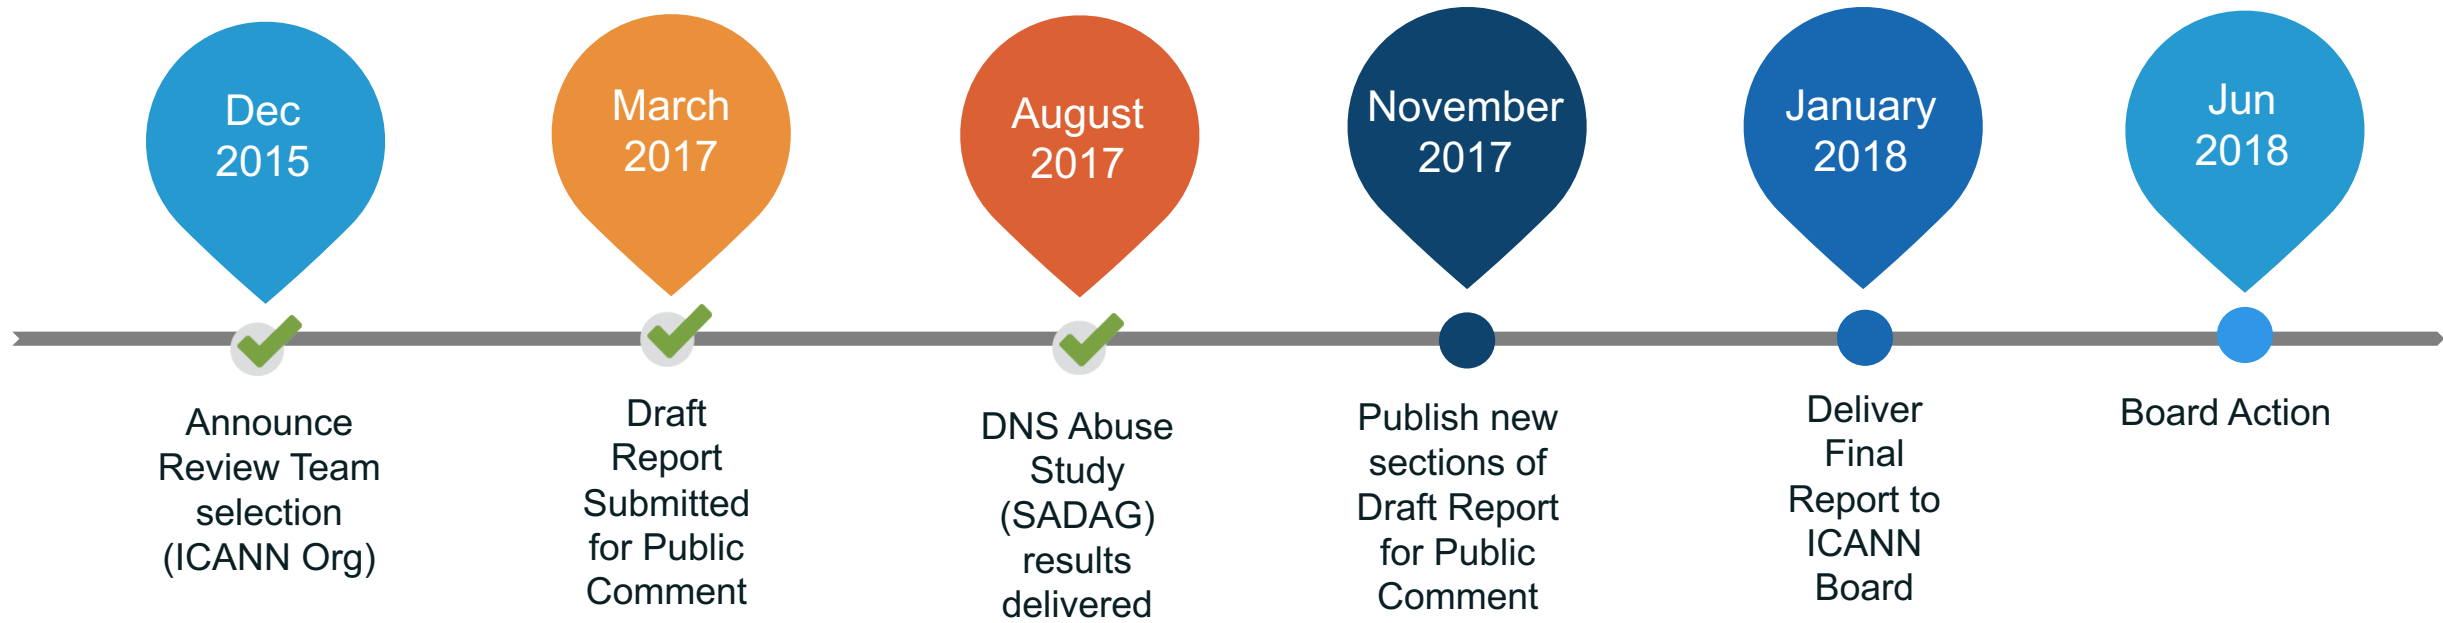 Dec
2015
March
2017
August
2017
November
2017
January
2018
Jun
2018
Announce
Review Team
selection
(ICANN Org)
Draft
Report
Submitted
for Public
Comment
DNS Abuse
Study
(SADAG)
results
delivered
Publish new
sections of
Draft Report
for Public
Comment
Deliver
Final
Report to
ICANN
Board
Board Action